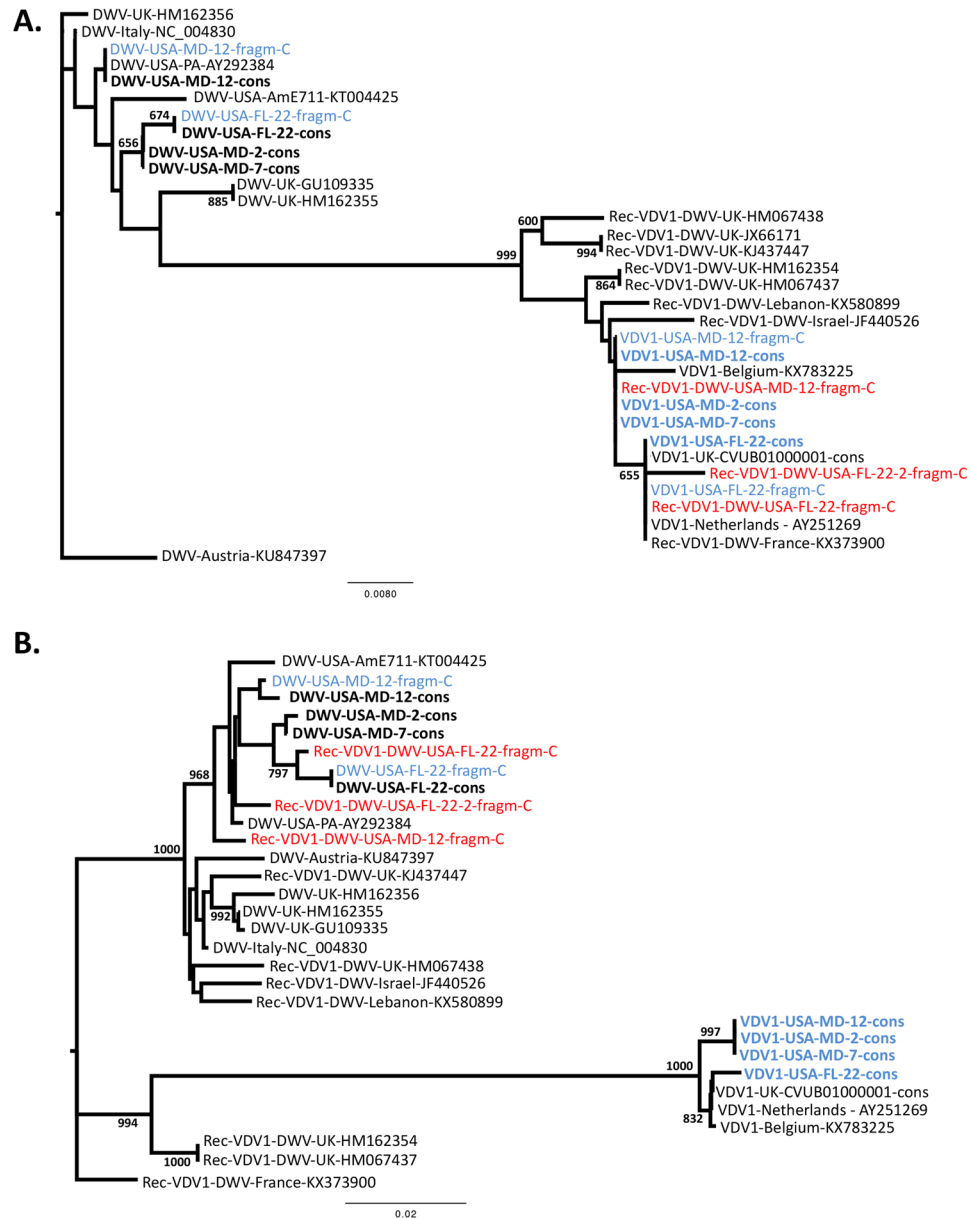 A.
DWV-UK-HM162356
DWV-Italy-NC_004830
DWV-USA-MD-12-fragm-C
DWV-USA-PA-AY292384
DWV-USA-MD-12-cons
DWV-USA-AmE711-KT004425
674
DWV-USA-FL-22-fragm-C
DWV-USA-FL-22-cons
656
DWV-USA-MD-2-cons
DWV-USA-MD-7-cons
DWV-UK-GU109335
885
DWV-UK-HM162355
Rec-VDV1-DWV-UK-HM067438
600
Rec-VDV1-DWV-UK-JX66171
999
994
Rec-VDV1-DWV-UK-KJ437447
Rec-VDV1-DWV-UK-HM162354
864
Rec-VDV1-DWV-UK-HM067437
Rec-VDV1-DWV-Lebanon-KX580899
Rec-VDV1-DWV-Israel-JF440526
VDV1-USA-MD-12-fragm-C
VDV1-USA-MD-12-cons
VDV1-Belgium-KX783225
Rec-VDV1-DWV-USA-MD-12-fragm-C
VDV1-USA-MD-2-cons
VDV1-USA-MD-7-cons
VDV1-USA-FL-22-cons
VDV1-UK-CVUB01000001-cons
655
Rec-VDV1-DWV-USA-FL-22-2-fragm-C
VDV1-USA-FL-22-fragm-C
Rec-VDV1-DWV-USA-FL-22-fragm-C
VDV1-Netherlands - AY251269
Rec-VDV1-DWV-France-KX373900
DWV-Austria-KU847397
0.0080
B.
DWV-USA-AmE711-KT004425
DWV-USA-MD-12-fragm-C
DWV-USA-MD-12-cons
DWV-USA-MD-2-cons
DWV-USA-MD-7-cons
Rec-VDV1-DWV-USA-FL-22-fragm-C
797
DWV-USA-FL-22-fragm-C
968
DWV-USA-FL-22-cons
Rec-VDV1-DWV-USA-FL-22-2-fragm-C
DWV-USA-PA-AY292384
Rec-VDV1-DWV-USA-MD-12-fragm-C
1000
DWV-Austria-KU847397
Rec-VDV1-DWV-UK-KJ437447
DWV-UK-HM162356
992
DWV-UK-HM162355
DWV-UK-GU109335
DWV-Italy-NC_004830
Rec-VDV1-DWV-UK-HM067438
Rec-VDV1-DWV-Israel-JF440526
Rec-VDV1-DWV-Lebanon-KX580899
VDV1-USA-MD-12-cons
997
VDV1-USA-MD-2-cons
VDV1-USA-MD-7-cons
1000
VDV1-USA-FL-22-cons
VDV1-UK-CVUB01000001-cons
832
VDV1-Netherlands - AY251269
VDV1-Belgium-KX783225
994
Rec-VDV1-DWV-UK-HM162354
1000
Rec-VDV1-DWV-UK-HM067437
Rec-VDV1-DWV-France-KX373900
0.02